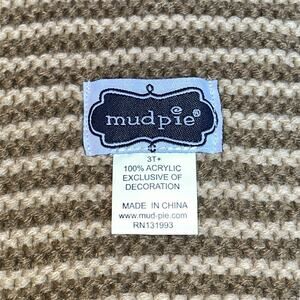 mudpie®
3T+
100% ACRYLIC
EXCLUSIVE OF
DECORATION
MADE IN CHINA
www.mud-pie.com
RN131993